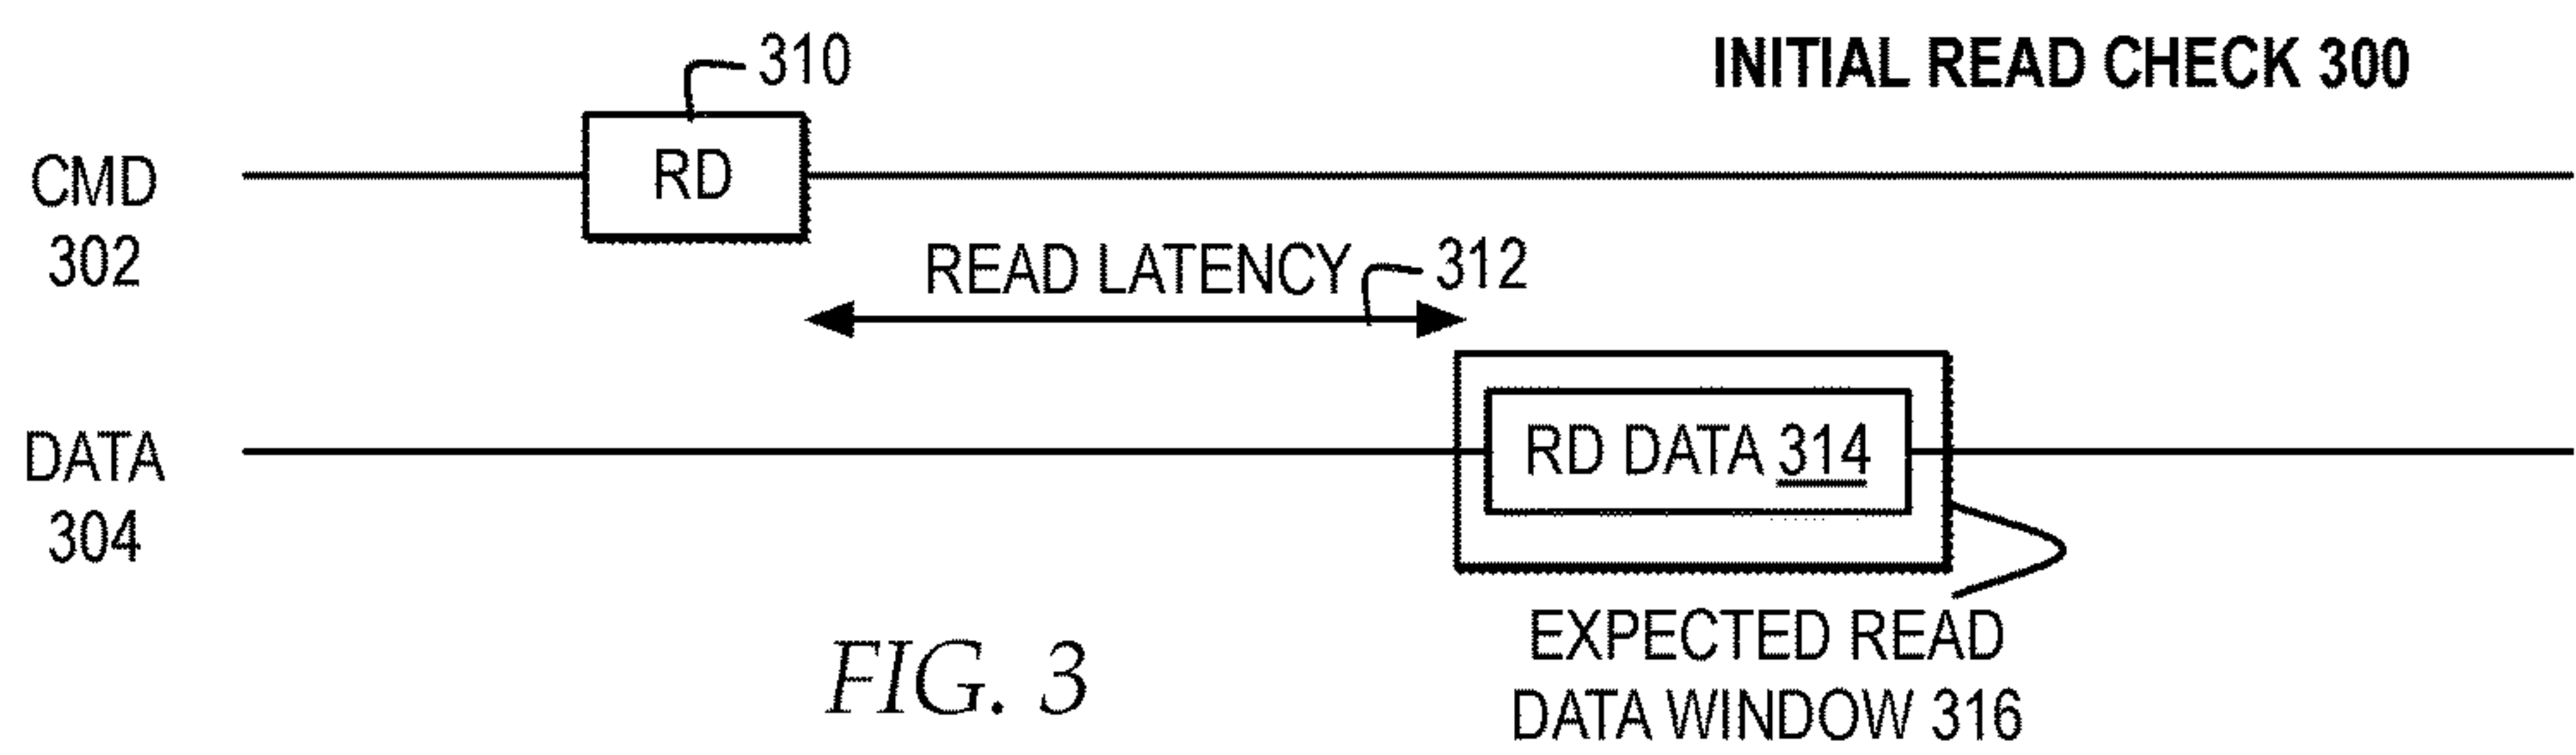 310
INITIAL READ CHECK 300
RD
CMD
302
READ LATENCY
312
RD DATA 314
DATA
304
EXPECTED READ
DATA WINDOW 316
FIG. 3